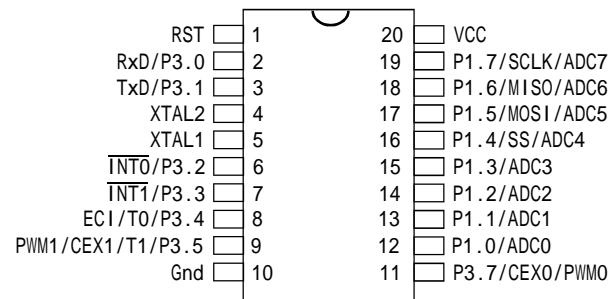 RST 1 20 VCC
RxD/P3.0 2 19 P1.7/SCLK/ADC7
TxD/P3.1 3 18 P1.6/MISO/ADC6
XTAL2 4 17 P1.5/MOSI/ADC5
XTAL1 5 16 P1.4/SS/ADC4
INT0/P3.2 6 15 P1.3/ADC3
INT1/P3.3 7 14 P1.2/ADC2
ECI/T0/P3.4 8 13 P1.1/ADC1
PWM1/CEX1/T1/P3.5 9 12 P1.0/ADC0
Gnd 10 11 P3.7/CEX0/PWM0